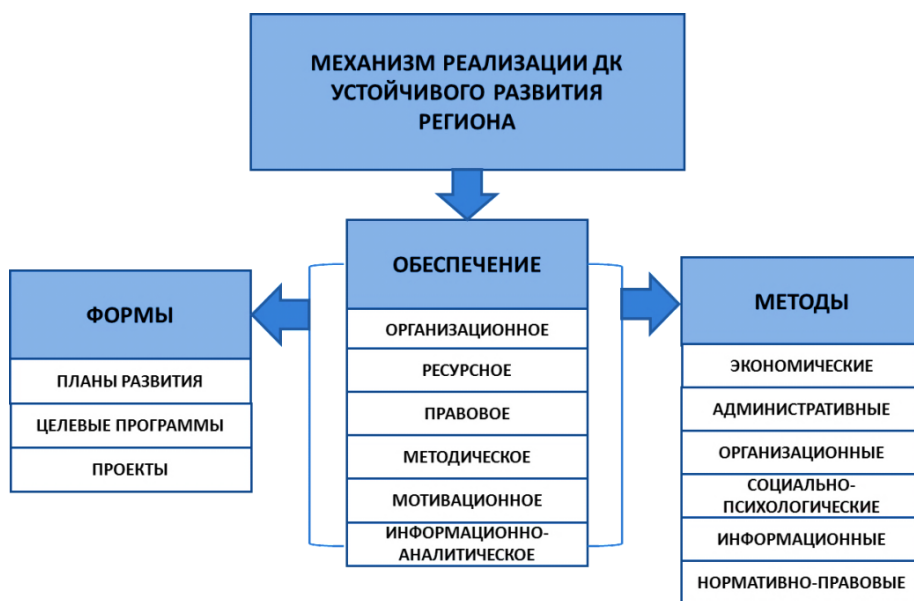 МЕХАНИЗМ РЕАЛИЗАЦИИ ДК
УСТОЙЧИВОГО РАЗВИТИЯ
РЕГИОНА
ФОРМЫ
ПЛАНЫ РАЗВИТИЯ
ЦЕЛЕВЫЕ ПРОГРАММЫ
ПРОЕКТЫ
ОБЕСПЕЧЕНИЕ
ОРГАНИЗАЦИОННОЕ
РЕСУРСНОЕ
ПРАВОВОЕ
МЕТОДИЧЕСКОЕ
МОТИВАЦИОННОЕ
ИНФОРМАЦИОННО-
АНАЛИТИЧЕСКОЕ
МЕТОДЫ
ЭКОНОМИЧЕСКИЕ
АДМИНИСТРАТИВНЫЕ
ОРГАНИЗАЦИОННЫЕ
СОЦИАЛЬНО-
ПСИХОЛОГИЧЕСКИЕ
ИНФОРМАЦИОННЫЕ
НОРМАТИВНО-ПРАВОВЫЕ